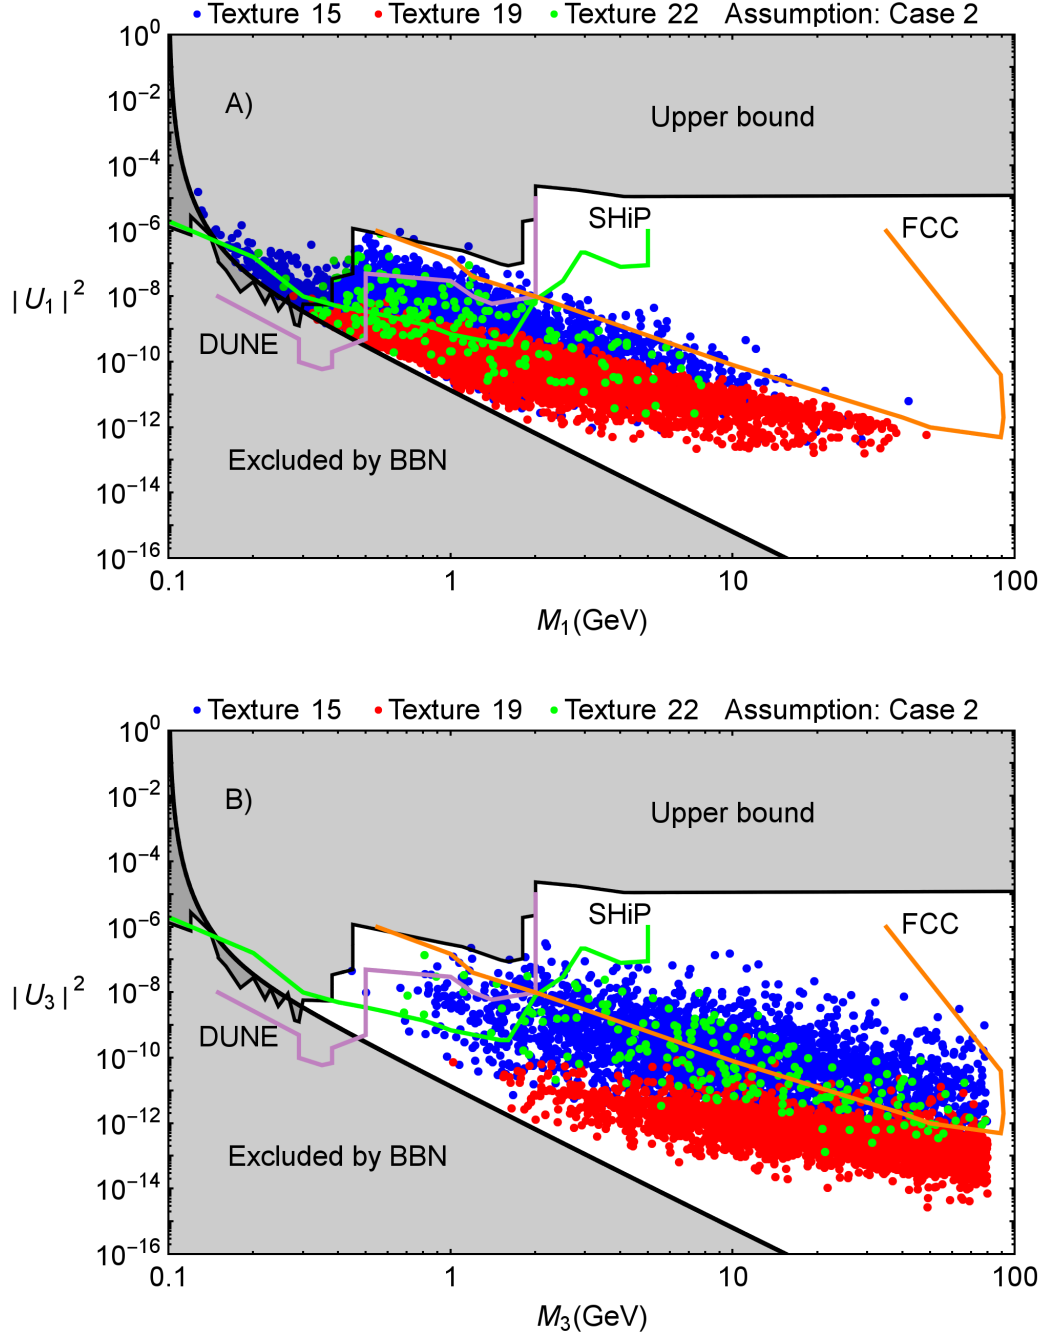 Texture 15 Texture 19 Texture 22 Assumption: Case 2
10^0
A)
10^−2
Upper bound
10^−4
SHiP
FCC
10^−6
|U_1|^2
10^−8
DUNE
10^−10
10^−12
Excluded by BBN
10^−14
10^−16
0.1 1 10 100
M_1(GeV)
Texture 15 Texture 19 Texture 22 Assumption: Case 2
10^0
B)
10^−2
Upper bound
10^−4
SHiP
FCC
10^−6
|U_3|^2
10^−8
DUNE
10^−10
10^−12
Excluded by BBN
10^−14
10^−16
0.1 1 10 100
M_3(GeV)